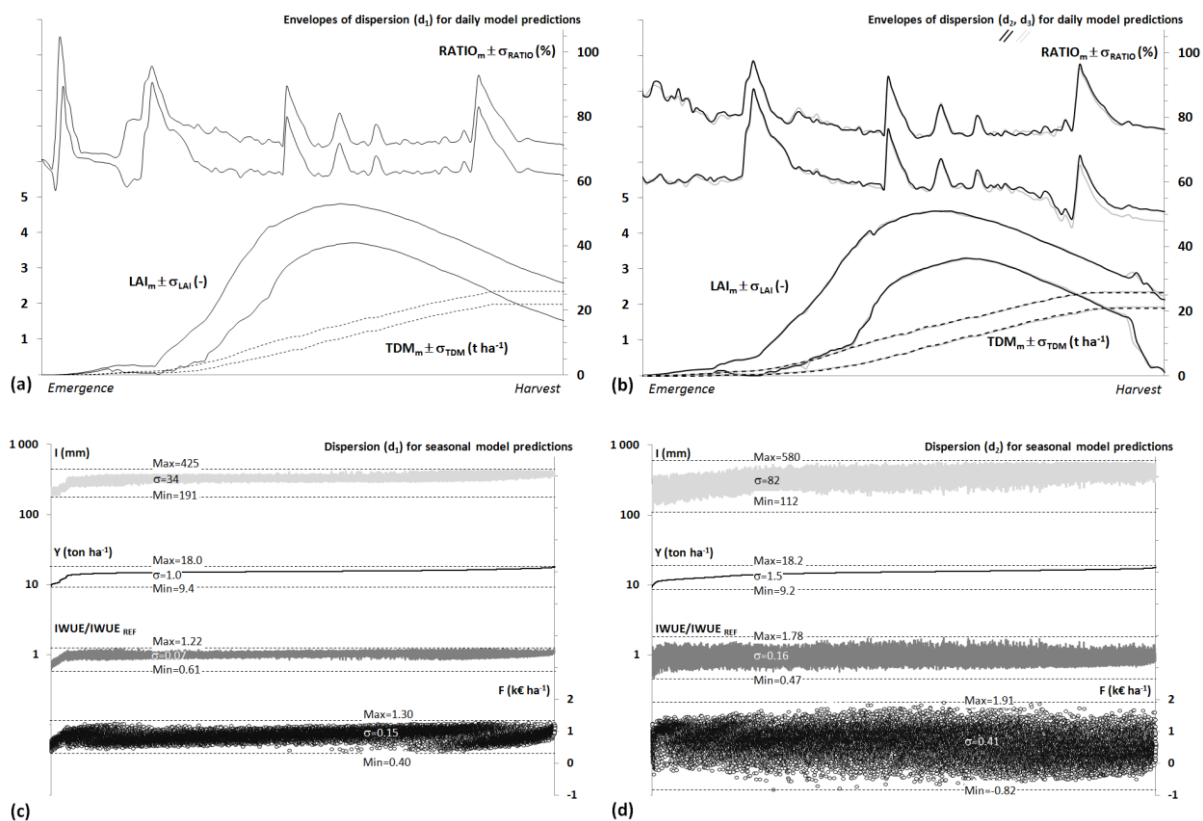 Envelopes of dispersion (d1) for daily model predictions
RATIOm ± σRATIO (%)
100
80
60
40
20
0
5
4
3
2
1
LAIm ± σLAI (-)
TDMm ± σTDM (t ha-1)
(a)
Emergence
Harvest
Envelopes of dispersion (d2, d3) for daily model predictions
RATIOm ± σRATIO (%)
100
80
60
40
20
0
5
4
3
2
1
LAIm ± σLAI (-)
TDMm ± σTDM (t ha-1)
(b)
Emergence
Harvest
Dispersion (d1) for seasonal model predictions
1 000
100
10
1
I (mm)
Max=425
σ=34
Min=191
Y (ton ha-1)
Max=18.0
σ=1.0
Min=9.4
IWUE/IWUE REF
Max=1.22
σ=0.07
Min=0.61
F (k€ ha-1)
2
1
0
-1
Max=1.30
σ=0.15
Min=0.40
(c)
Dispersion (d2) for seasonal model predictions
1 000
100
10
1
I (mm)
Max=580
σ=82
Min=112
Y (ton ha-1)
Max=18.2
σ=1.5
Min=9.2
IWUE/IWUE REF
Max=1.78
σ=0.16
Min=0.47
F (k€ ha-1)
2
1
0
-1
Max=1.91
σ=0.41
Min=-0.82
(d)